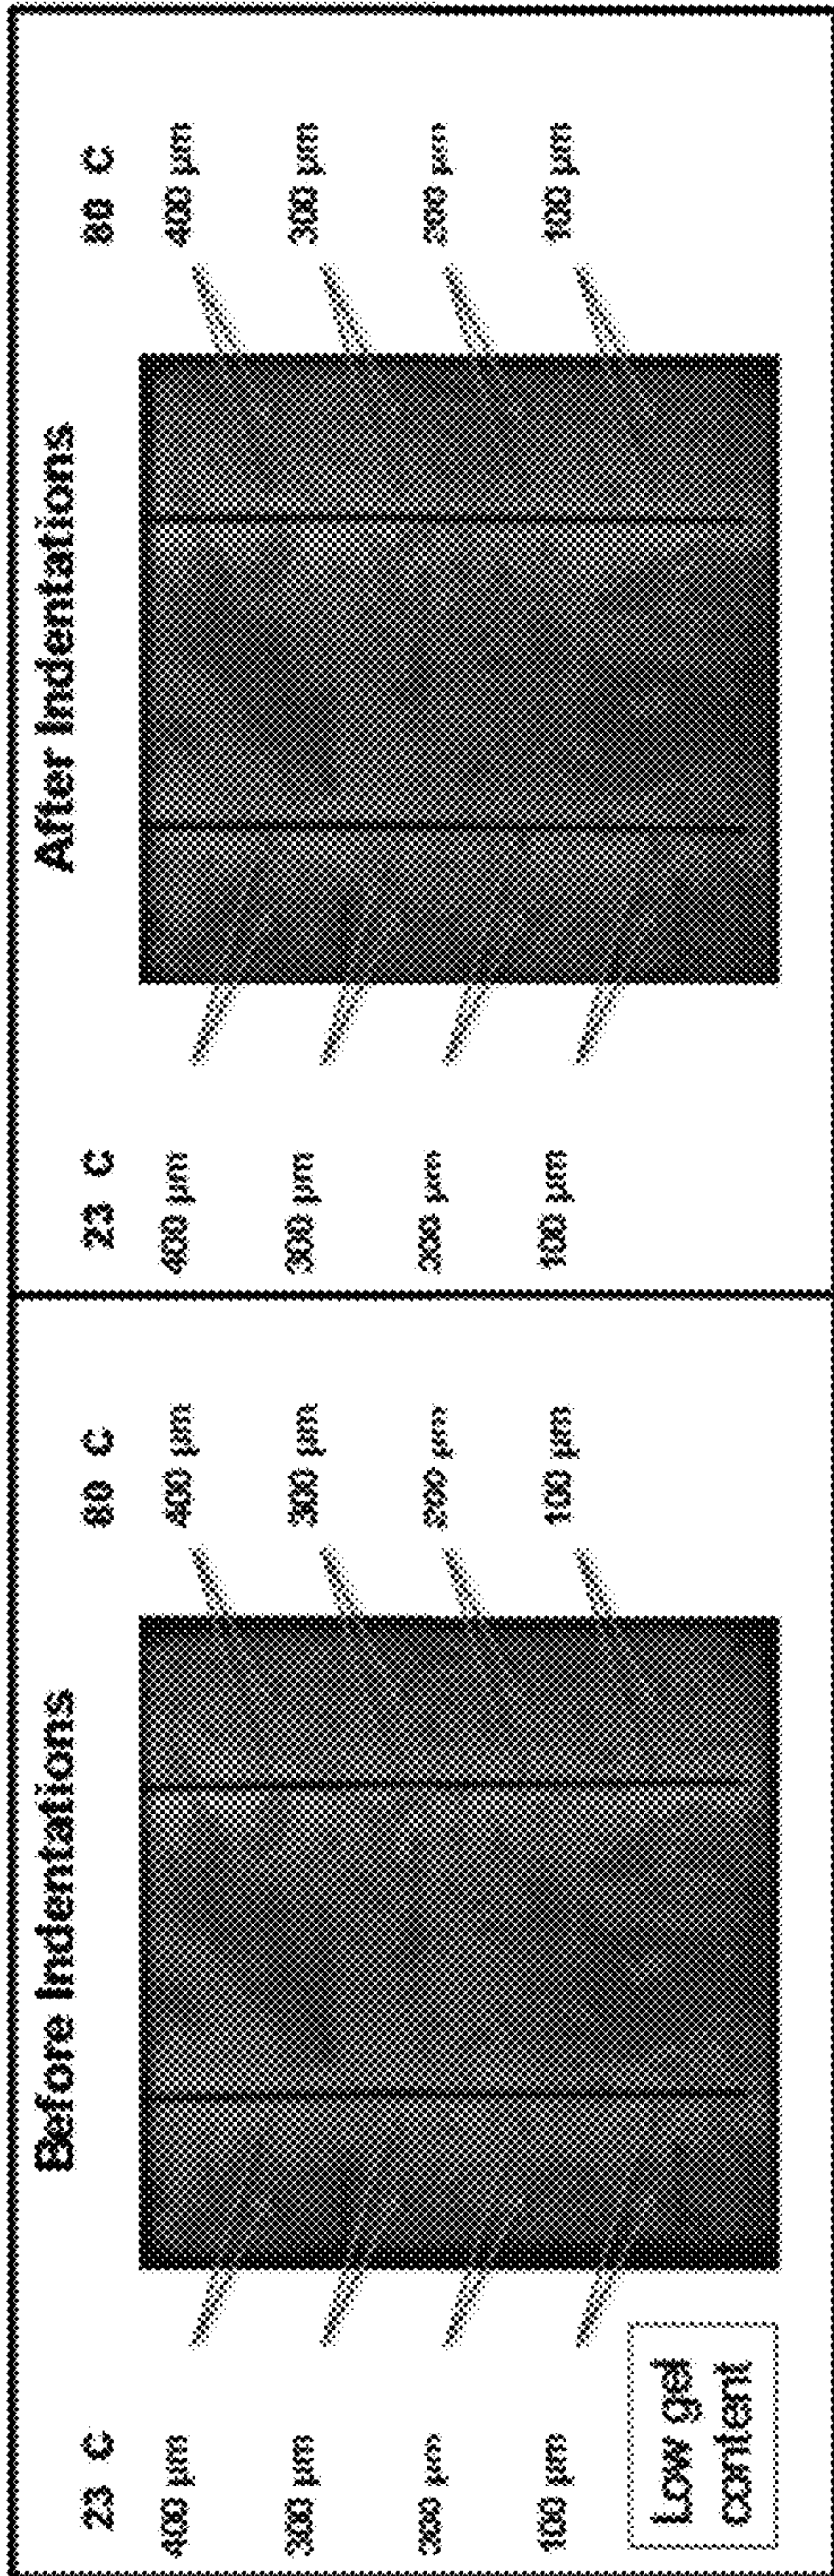 Before Indentations
23 C 80 C
400 µm 400 µm
300 µm 300 µm
200 µm 200 µm
100 µm 100 µm
Low gel
content
After Indentations
23 C 80 C
400 µm 400 µm
300 µm 300 µm
200 µm 200 µm
100 µm 100 µm